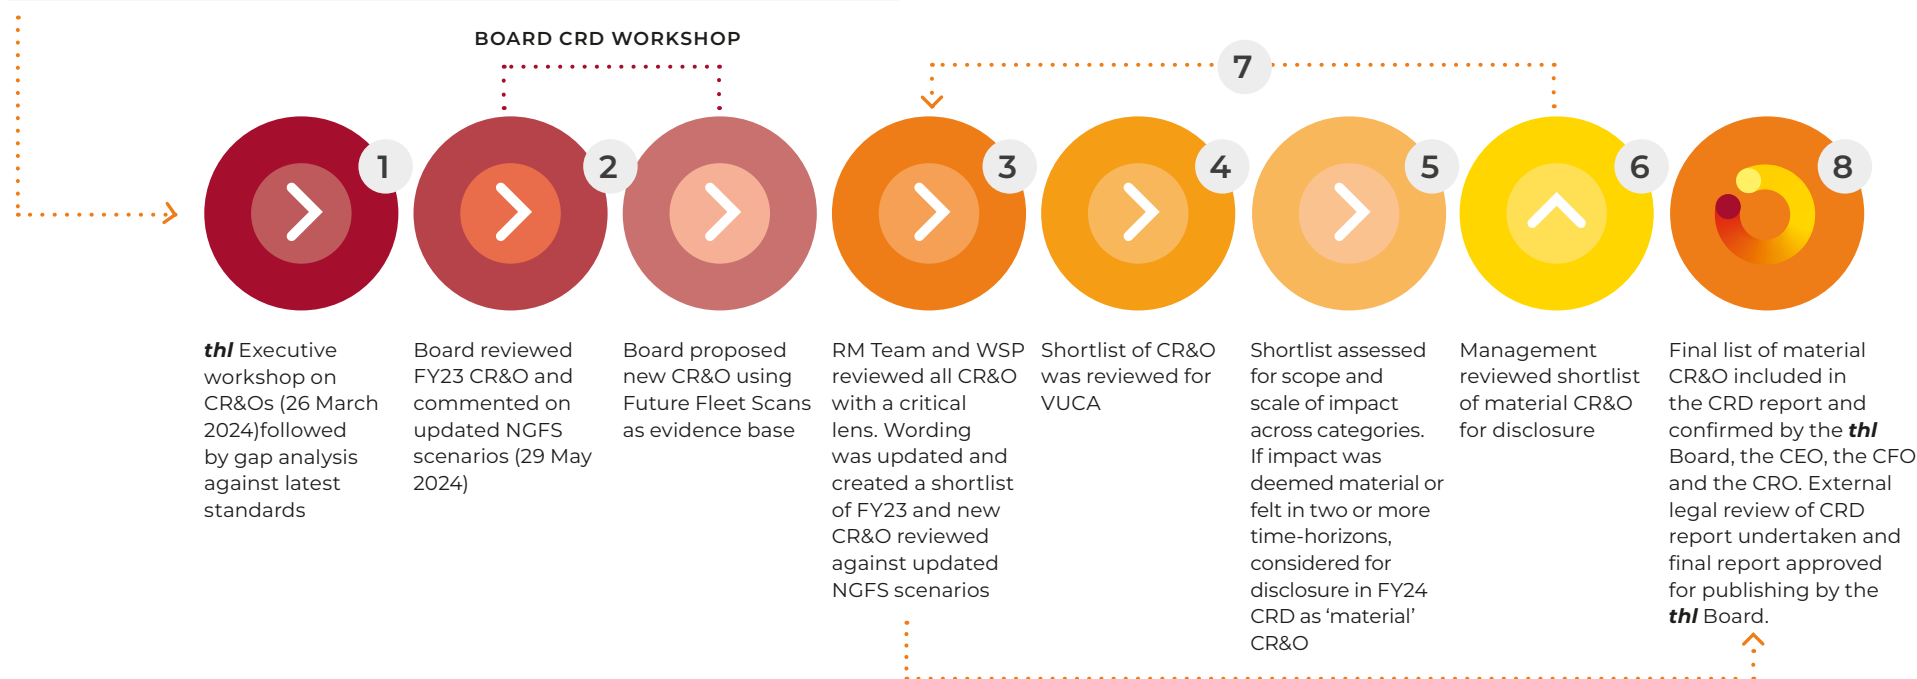 BOARD CRD WORKSHOP
7
1
2
3
4
5
6
8
thl Executive
workshop on
CR&Os (26 March
2024)followed
by gap analysis
against latest
standards
Board reviewed
FY23 CR&O and
commented on
updated NGFS
scenarios (29 May
2024)
Board proposed
new CR&O using
Future Fleet Scans
as evidence base
RM Team and WSP
reviewed all CR&O
with a critical
lens. Wording
was updated and
created a shortlist
of FY23 and new
CR&O reviewed
against updated
NGFS scenarios
Shortlist of CR&O
was reviewed for
VUCA
Shortlist assessed
for scope and
scale of impact
across categories.
If impact was
deemed material or
felt in two or more
time-horizons,
considered for
disclosure in FY24
CRD as ‘material’
CR&O
Management
reviewed shortlist
of material CR&O
for disclosure
Final list of material
CR&O included in
the CRD report and
confirmed by the thl
Board, the CEO, the CFO
and the CRO. External
legal review of CRD
report undertaken and
final report approved
for publishing by the
thl Board.